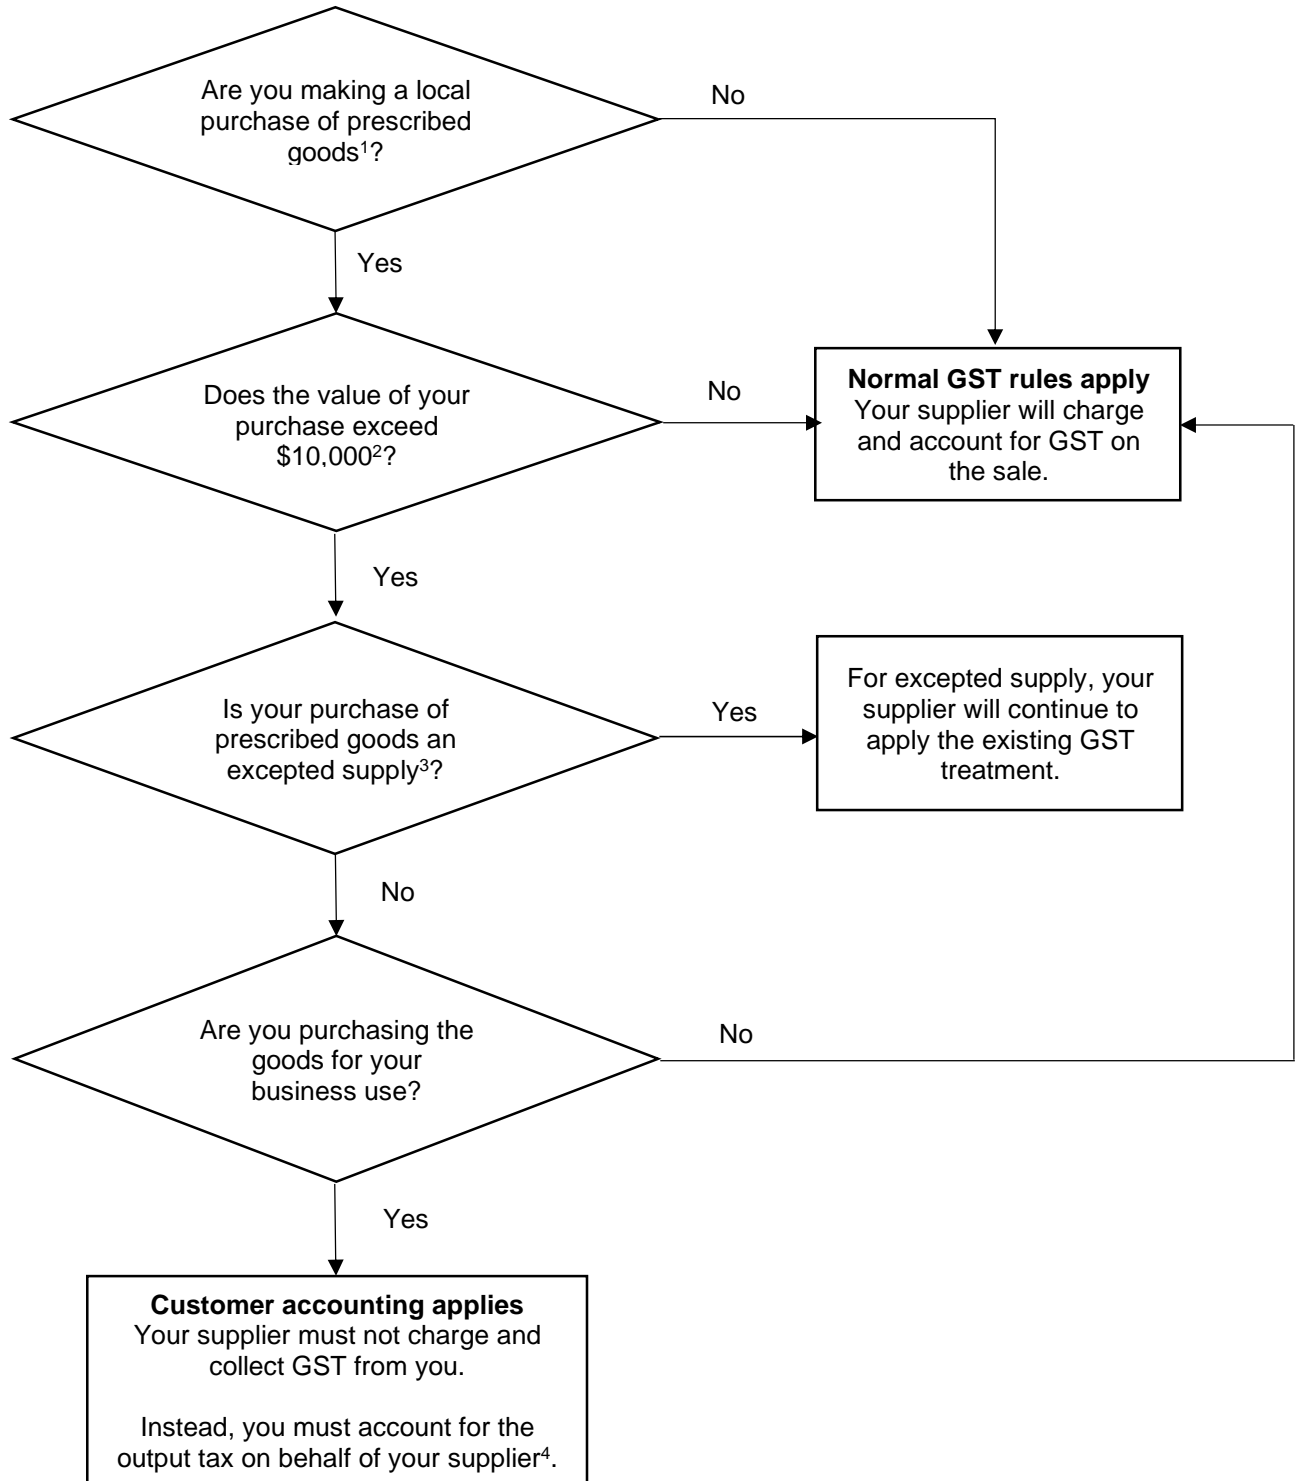 Are you making a local
purchase of prescribed
goods¹?
No
Yes
Does the value of your
purchase exceed
$10,000²?
No
Normal GST rules apply
Your supplier will charge
and account for GST on
the sale.
Yes
Is your purchase of
prescribed goods an
excepted supply³?
Yes
For excepted supply, your
supplier will continue to
apply the existing GST
treatment.
No
Are you purchasing the
goods for your
business use?
No
Yes
Customer accounting applies
Your supplier must not charge and
collect GST from you.
Instead, you must account for the
output tax on behalf of your supplier⁴.